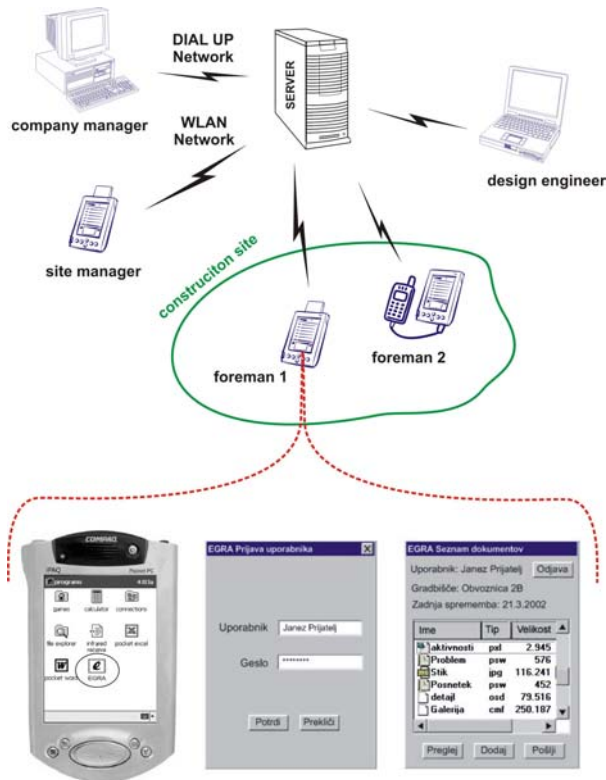 DIAL UP
Network
SERVER
company manager
WLAN
Network
design engineer
site manager
construciton site
foreman 1
foreman 2
COMPAQ
iPAQ
Pocket PC
programs
games
calculator
connections
file explorer
infrared
receive
pocket excel
pocket word
EGRA
EGRA Prijava uporabnika
Uporabnik Janez Prijatelj
Geslo ********
Potrdi Prekliči
EGRA Seznam dokumentov
Uporabnik: Janez Prijatelj Odjava
Gradbišče: Obvoznica 2B
Zadnja sprememba: 21.3.2002
Ime Tip Velikost
aktivnosti pxl 2.945
Problem psw 576
Stik jpg 116.241
Posnetek psw 452
detajl osd 79.516
Galerija cmf 250.187
Preglej Dodaj Pošlji